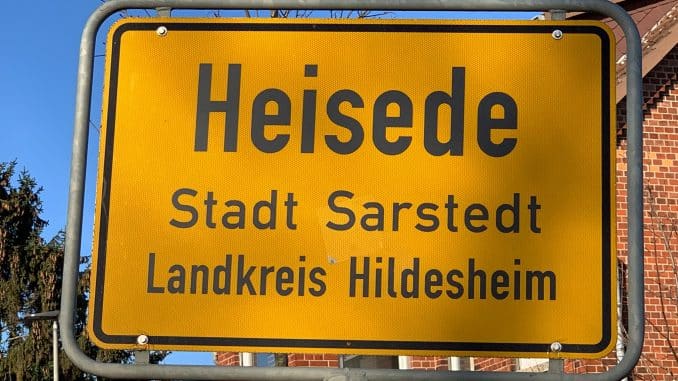 Heisede
Stadt Sarstedt
Landkreis Hildesheim